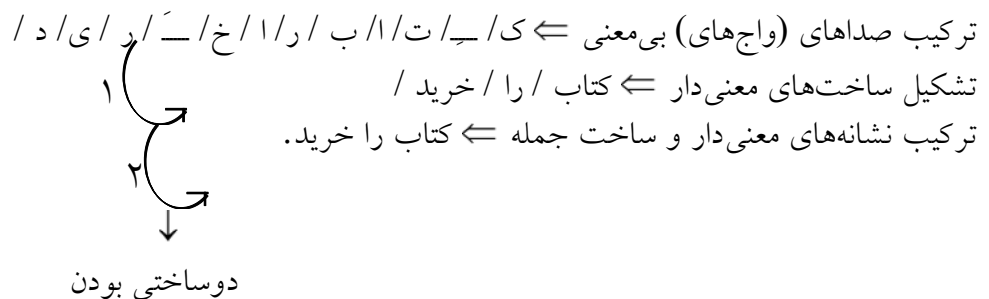 ترکیب صداهای (واج‌های) بی‌معنی ⇐ ک/ ـِـ/ ت/ا/ ب / ر/ ا / خ/ ـَـ / ر / ی/ د /
تشکیل ساخت‌های معنی‌دار ⇐ کتاب / را / خرید /
۱
ترکیب نشانه‌های معنی‌دار و ساخت جمله ⇐ کتاب را خرید.
۲
↓
دوساختی بودن